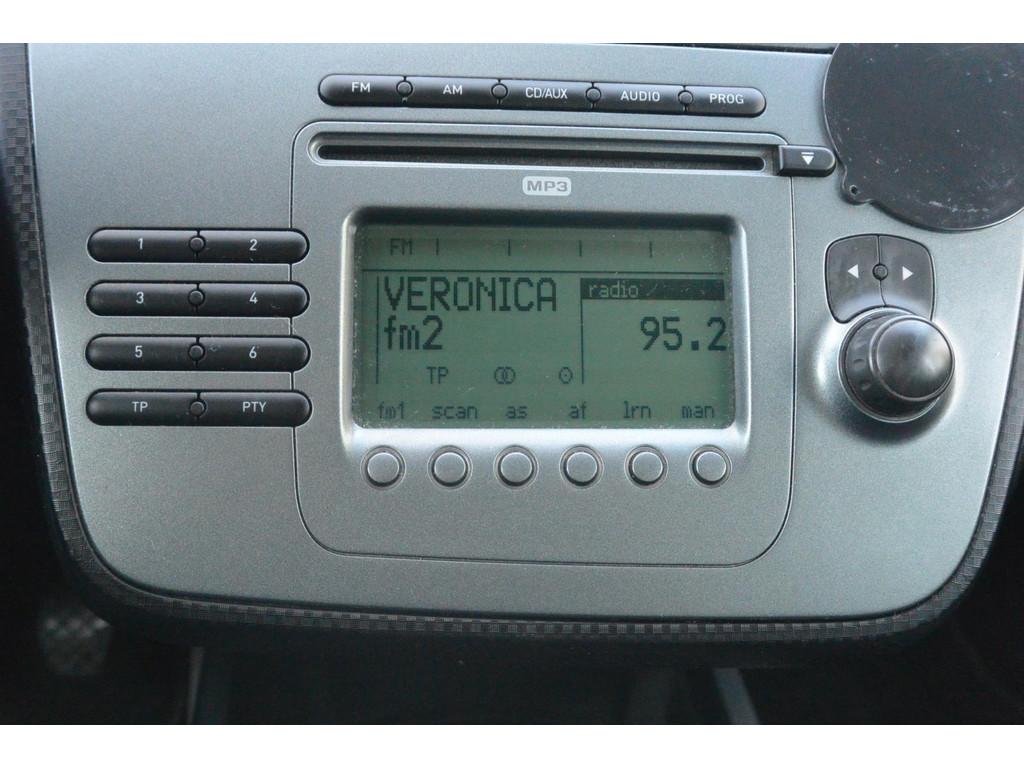 FM AM CD/AUX AUDIO PROG
MP3
1 2
3 4
5 6
TP PTY
FM
VERONICA radio
fm2 95.2
TP
fm1 scan as af lrn man